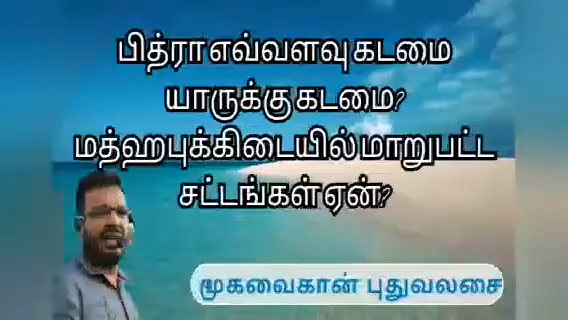 பித்ரா எவ்வளவு கடமை
யாருக்கு கடமை?
மத்ஹபுக்கிடையில் மாறுபட்ட
சட்டங்கள் ஏன்?
மூகவைகான் புதுவலசை